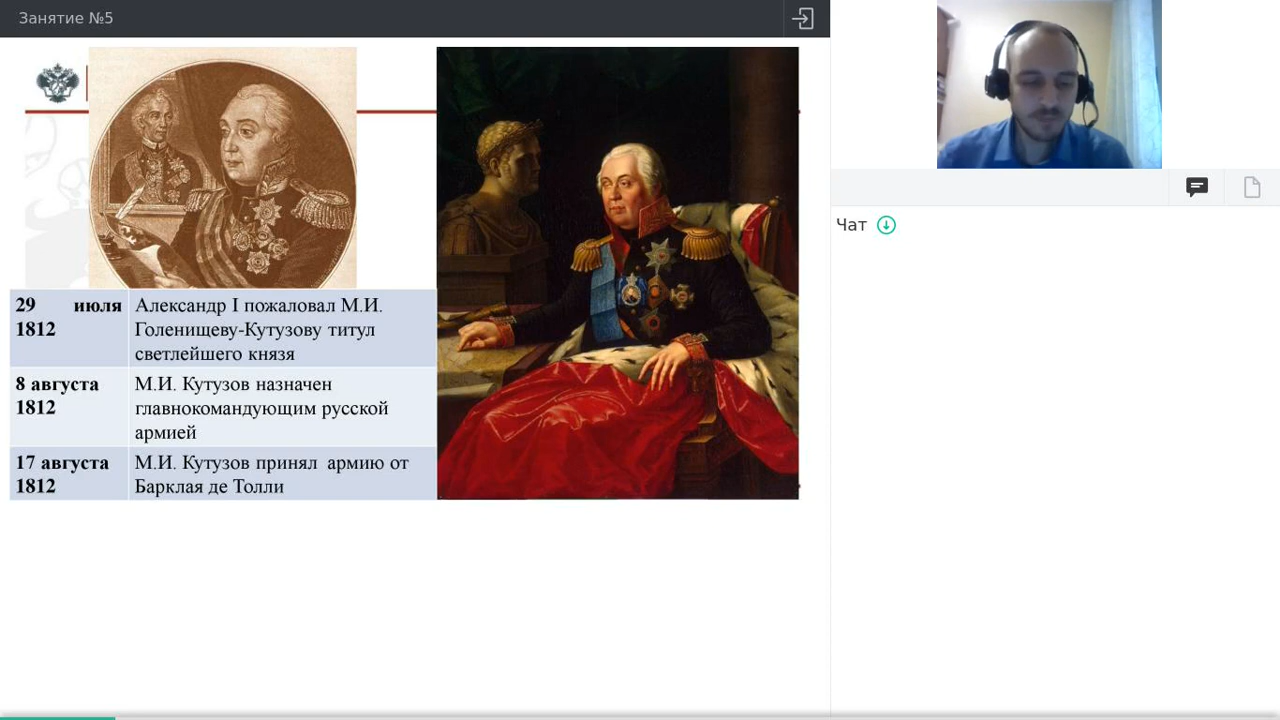 Занятие №5
29 июля
1812
Александр I пожаловал М.И.
Голенищеву-Кутузову титул
светлейшего князя
8 августа
1812
М.И. Кутузов назначен
главнокомандующим русской
армией
17 августа
1812
М.И. Кутузов принял армию от
Барклая де Толли
Чат